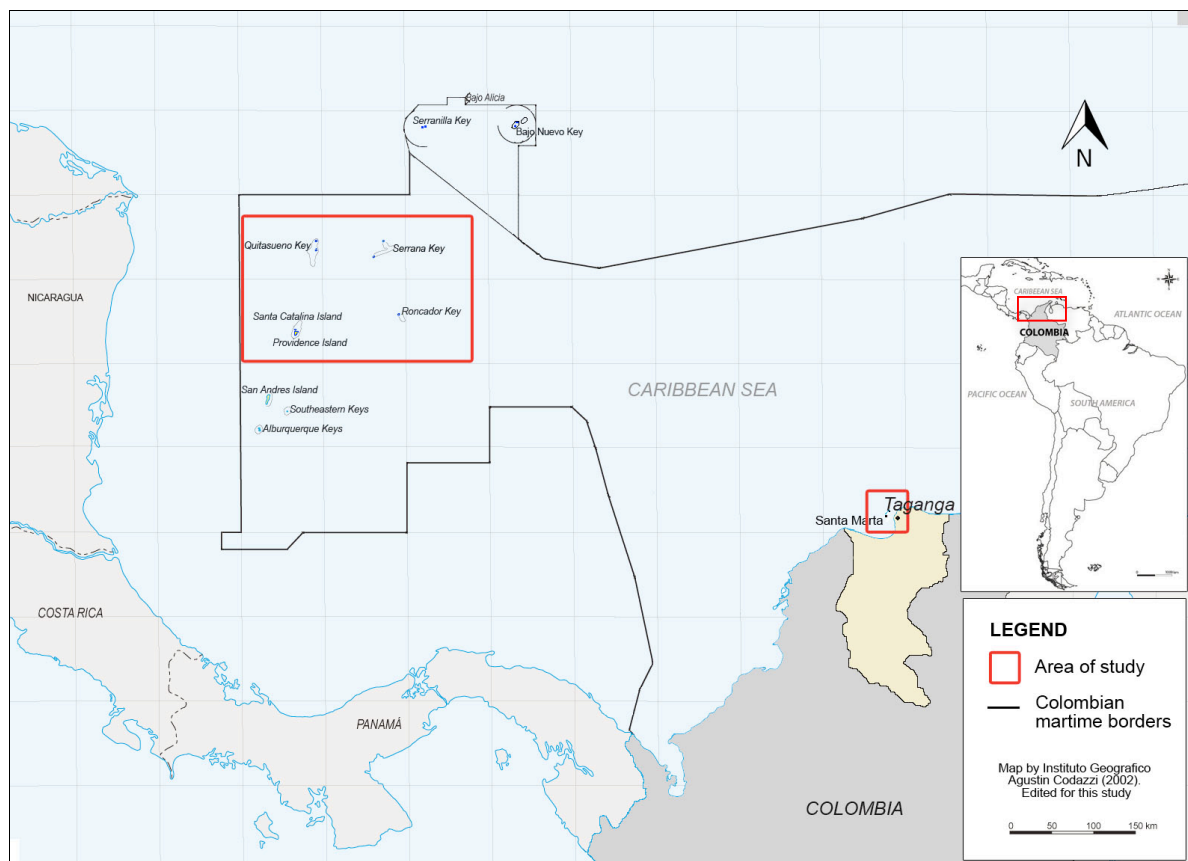 Bajo Alicia
Serranilla Key
Bajo Nuevo Key
N
Quitasueno Key
Serrana Key
NICARAGUA
Santa Catalina Island
Roncador Key
Providence Island
San Andres Island
Southeastern Keys
Alburquerque Keys
CARIBBEAN SEA
Taganga
Santa Marta
COSTA RICA
PANAMÁ
COLOMBIA
CARIBEEAN SEA
ATLANTIC OCEAN
COLOMBIA
PACIFIC OCEAN
SOUTH AMERICA
LEGEND
Area of study
Colombian
martime borders
Map by Instituto Geografico
Agustin Codazzi (2002).
Edited for this study
0 50 100 150 km